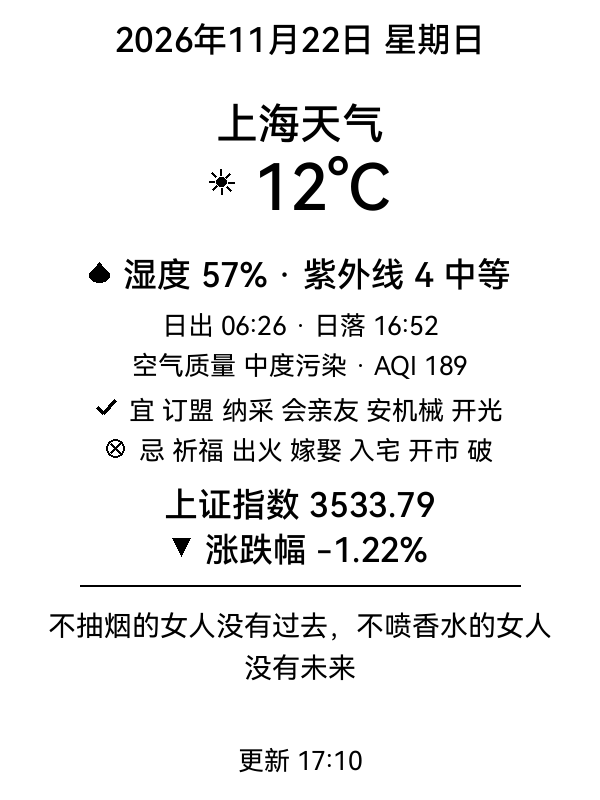 2026年11月22日 星期日
上海天气
12°C
湿度 57% · 紫外线 4 中等
日出 06:26 · 日落 16:52
空气质量 中度污染 · AQI 189
宜 订盟 纳采 会亲友 安机械 开光
忌 祈福 出火 嫁娶 入宅 开市 破
上证指数 3533.79
▼ 涨跌幅 -1.22%
不抽烟的女人没有过去，不喷香水的女人
没有未来
更新 17:10